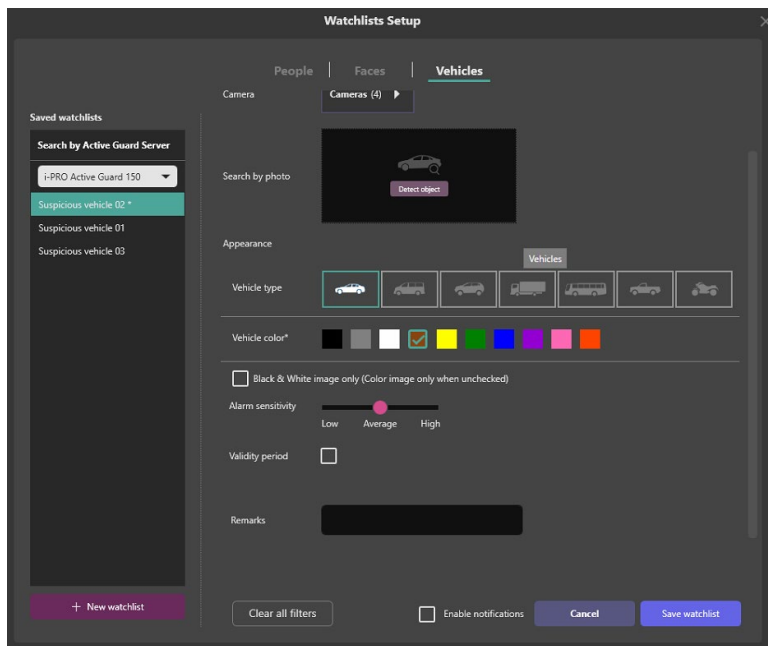 Watchlists Setup
People
Faces
Vehicles
Saved watchlists
Search by Active Guard Server
i-PRO Active Guard 150
Suspicious vehicle 02 *
Suspicious vehicle 01
Suspicious vehicle 03
+ New watchlist
Camera
Cameras (4)
Search by photo
Detect object
Appearance
Vehicles
Vehicle type
Vehicle color*
Black & White image only (Color image only when unchecked)
Alarm sensitivity
Low Average High
Validity period
Remarks
Clear all filters
Enable notifications
Cancel
Save watchlist